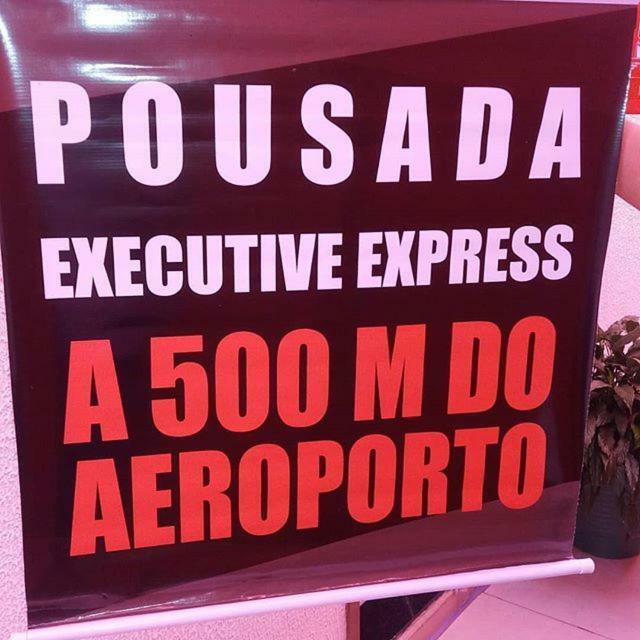 POUSADA
EXECUTIVE EXPRESS
A 500 M DO
AEROPORTO